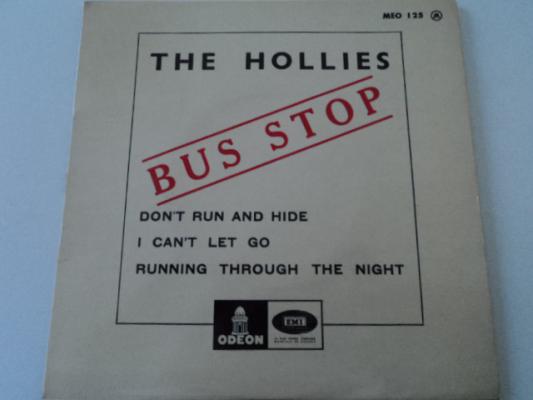 MEO 125 M
THE HOLLIES
BUS STOP
DON'T RUN AND HIDE
I CAN'T LET GO
RUNNING THROUGH THE NIGHT
ODEON
EMI